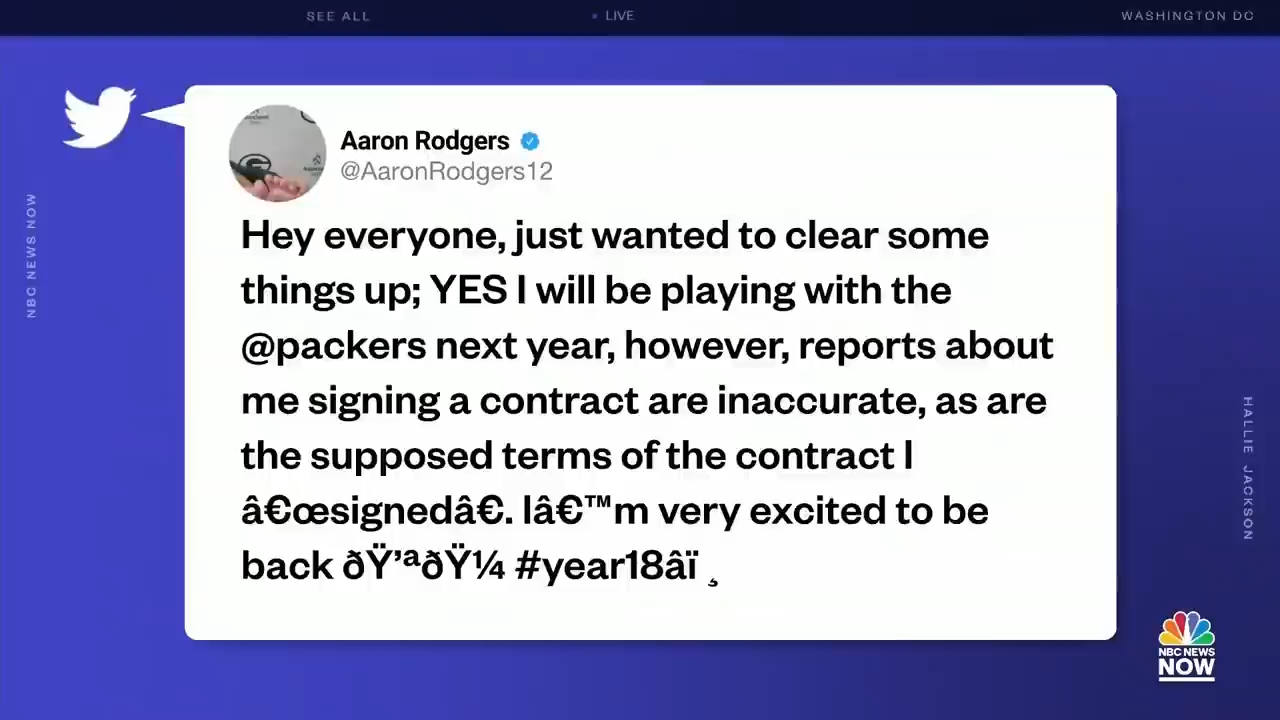 SEE ALL
• LIVE
WASHINGTON DC
NBC NEWS NOW
Aaron Rodgers
@AaronRodgers12
Hey everyone, just wanted to clear some
things up; YES I will be playing with the
@packers next year, however, reports about
me signing a contract are inaccurate, as are
the supposed terms of the contract I
â€œsignedâ€. Iâ€™m very excited to be
back ðŸ’ªðŸ¼ #year18âï¸
HALLIE JACKSON
NBC NEWS
NOW